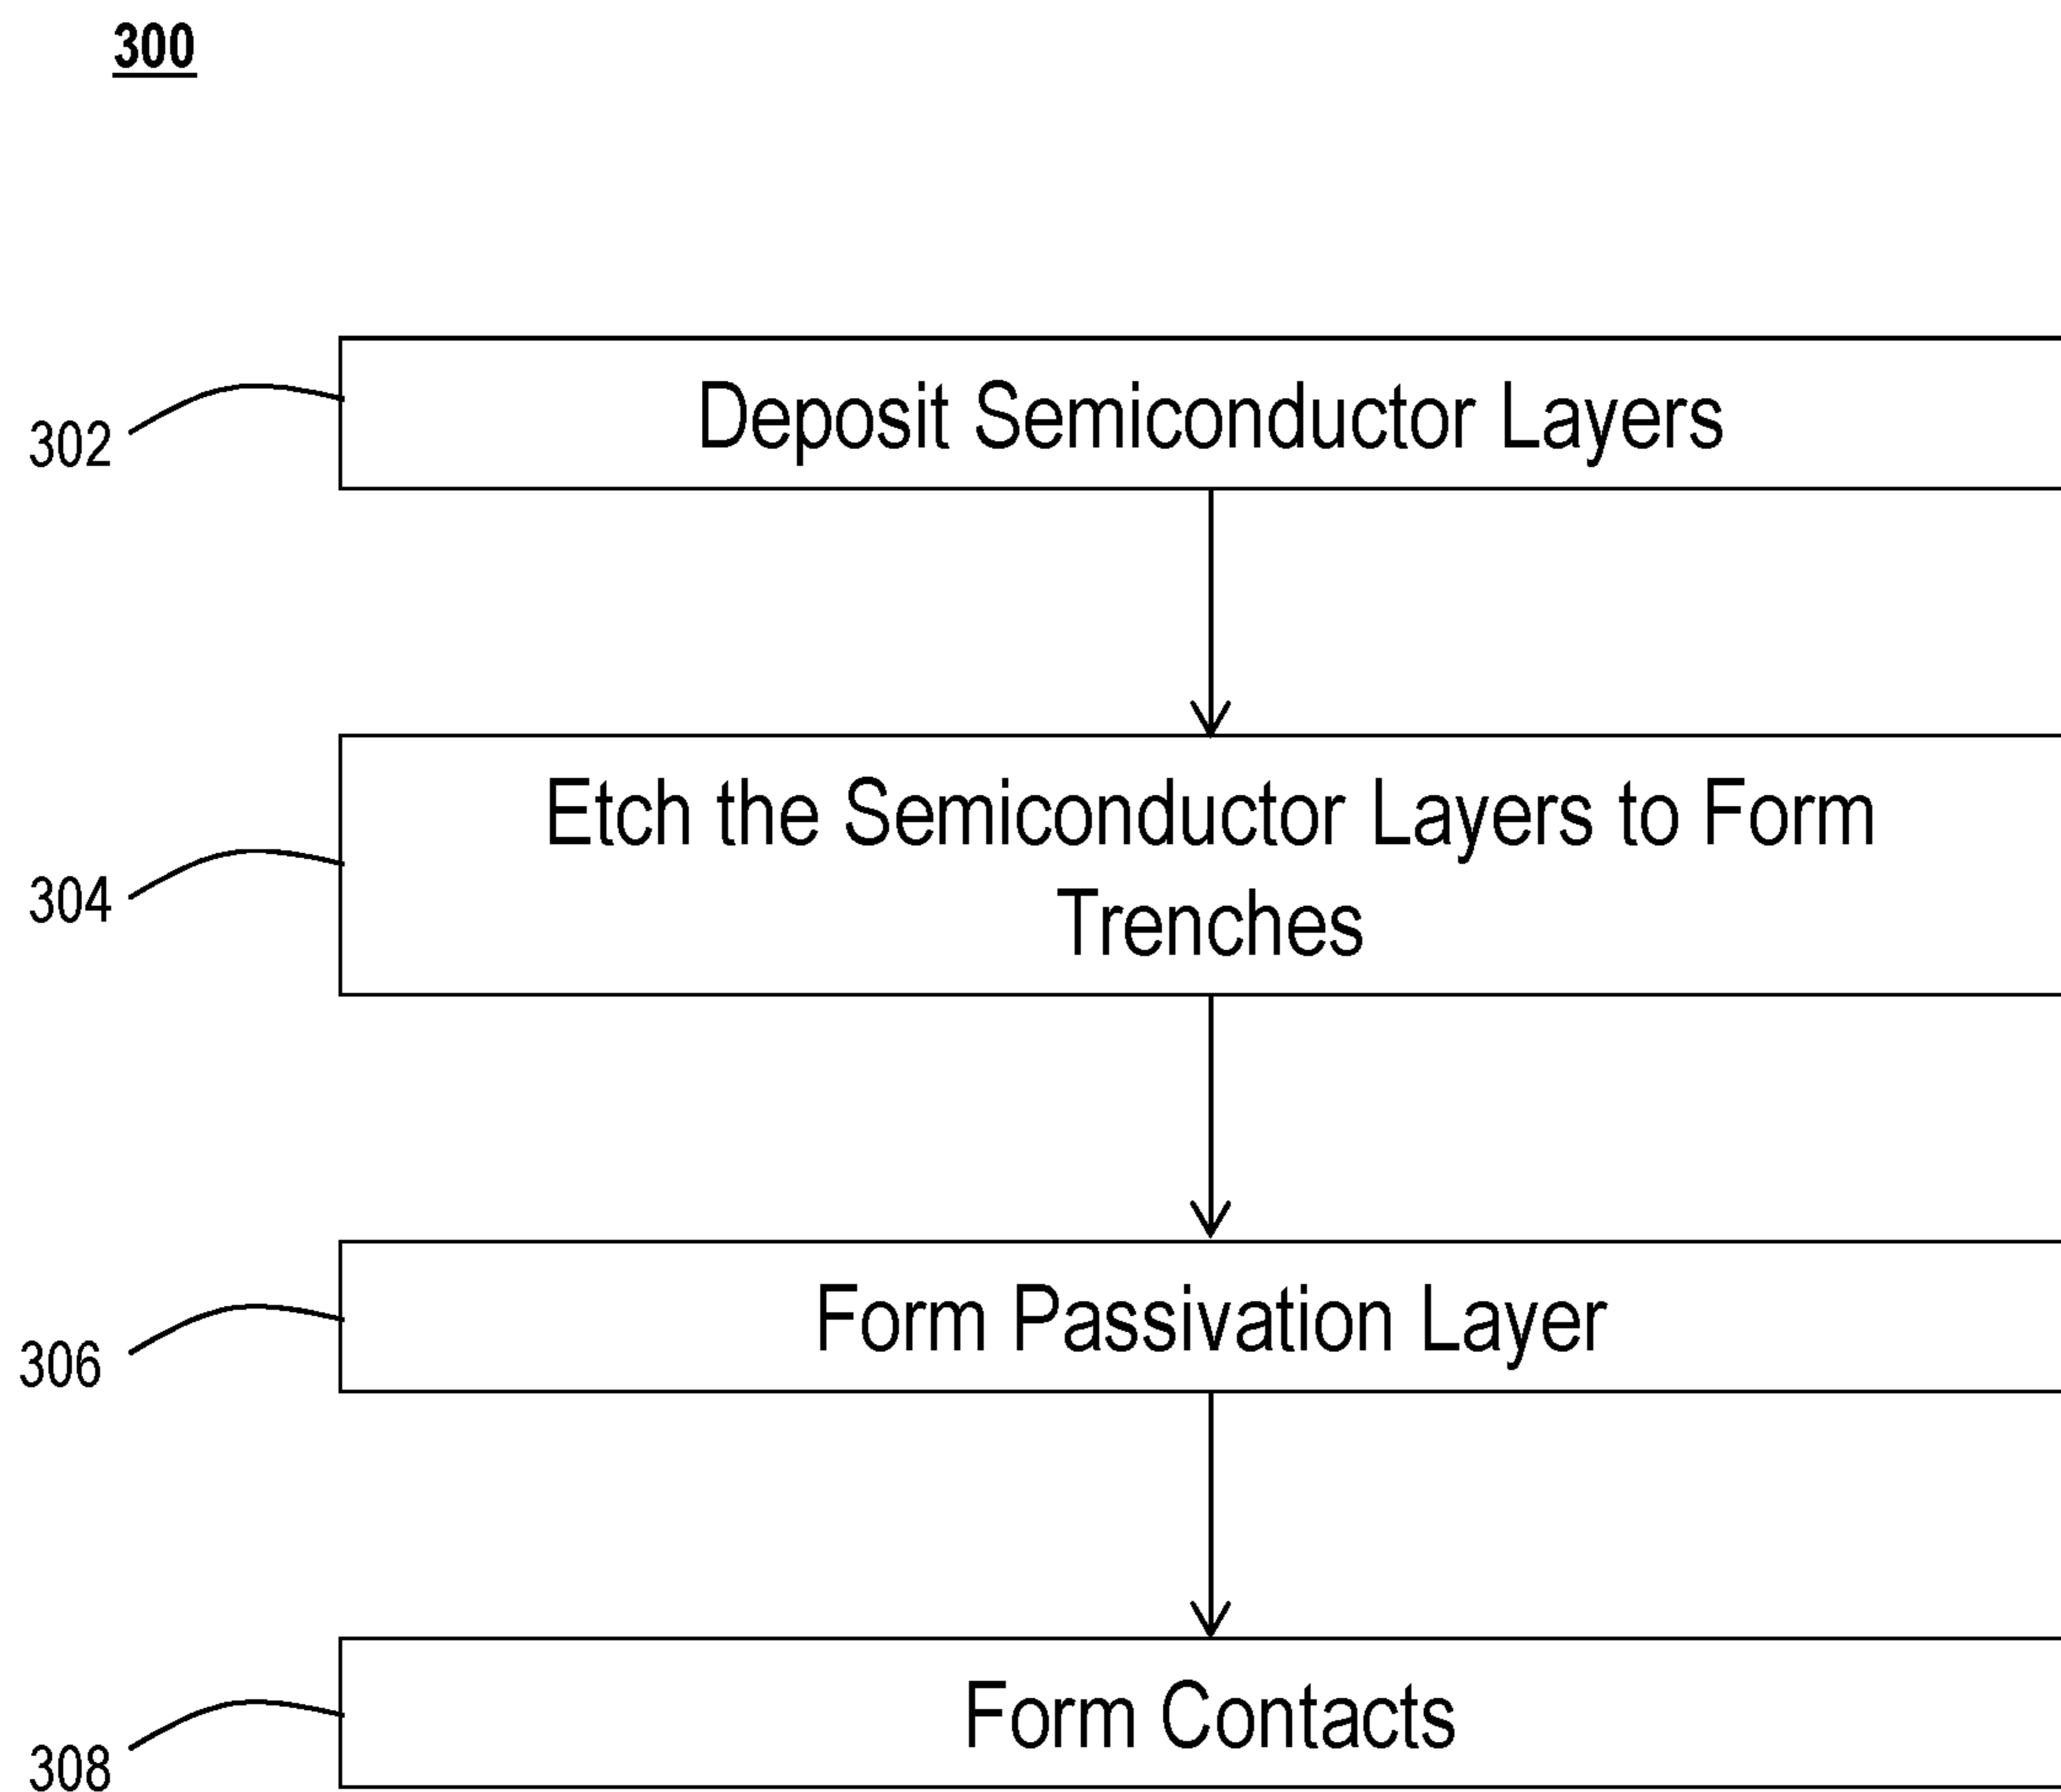 300
302
Deposit Semiconductor Layers
304
Etch the Semiconductor Layers to Form
Trenches
306
Form Passivation Layer
308
Form Contacts